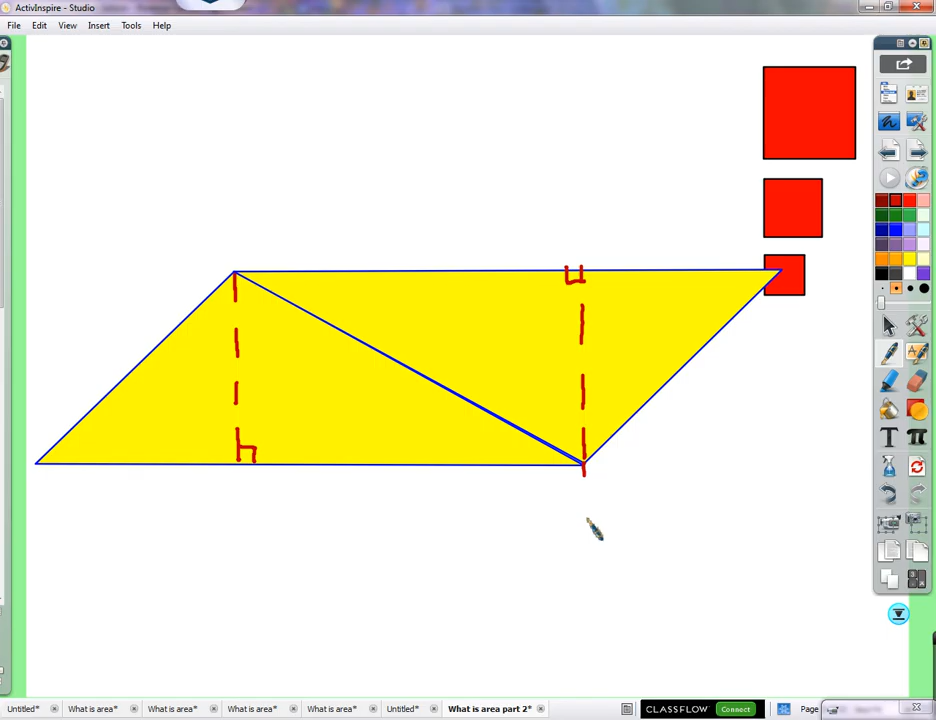 ActivInspire - Studio
File Edit View Insert Tools Help
T π
Untitled* What is area* What is area* What is area* What is area* Untitled* What is area part 2* CLASSFLOW Connect Page